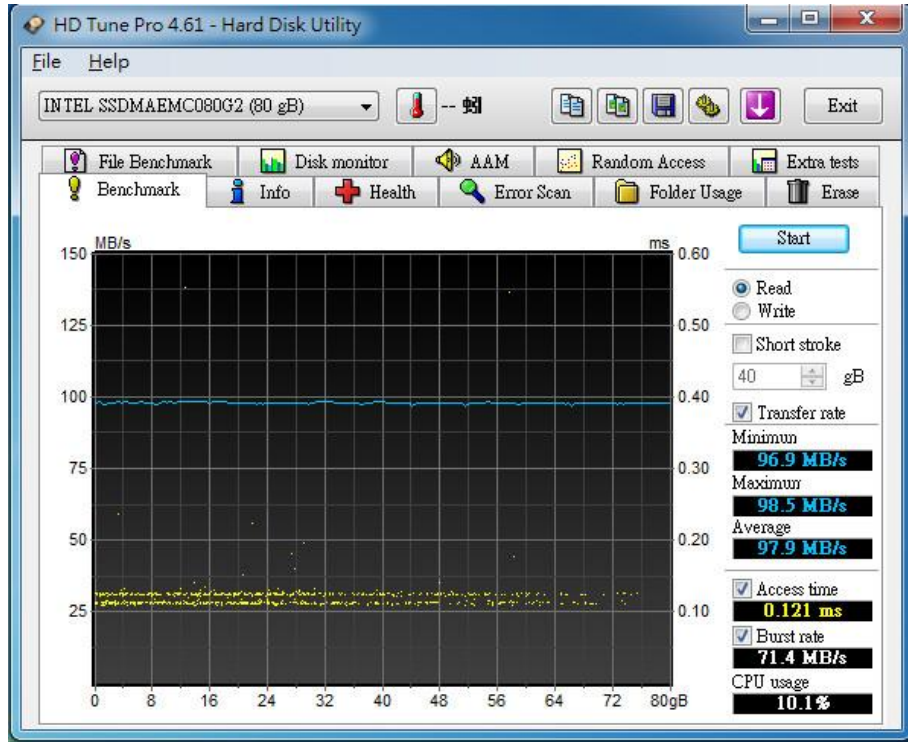 HD Tune Pro 4.61 - Hard Disk Utility
File Help
INTEL SSDMAEMC080G2 (80 gB) -- 蚓 Exit
File Benchmark Disk monitor AAM Random Access Extra tests
Benchmark Info Health Error Scan Folder Usage Erase
MB/s ms
Start
150 0.60
Read
Write
125 0.50
Short stroke
40 gB
100 0.40
Transfer rate
Minimun
96.9 MB/s
75 0.30
Maximurr
98.5 MB/s
Average
50 0.20
97.9 MB/s
Access time
25 0.10
0.121 ms
Burst rate
71.4 MB/s
CPU usage
0 8 16 24 32 40 48 56 64 72 80gB
10.1%